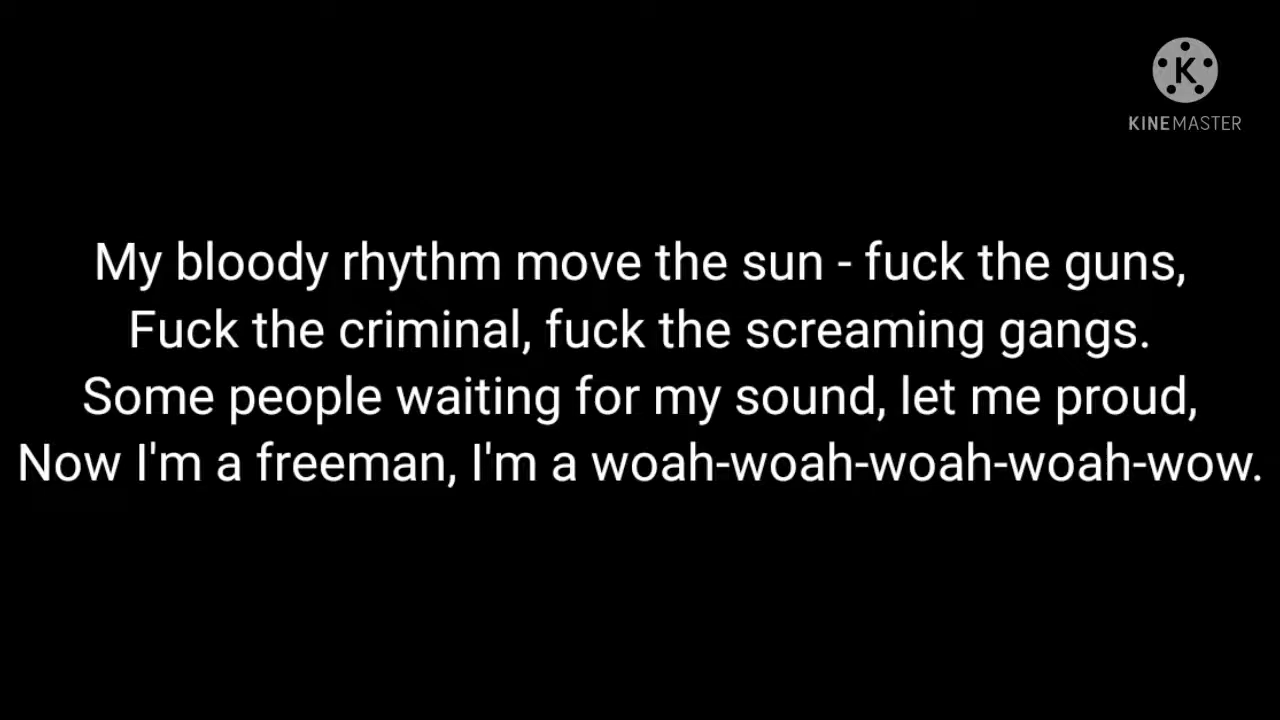 K
KINEMASTER
My bloody rhythm move the sun - fuck the guns,
Fuck the criminal, fuck the screaming gangs.
Some people waiting for my sound, let me proud,
Now I'm a freeman, I'm a woah-woah-woah-woah-wow.